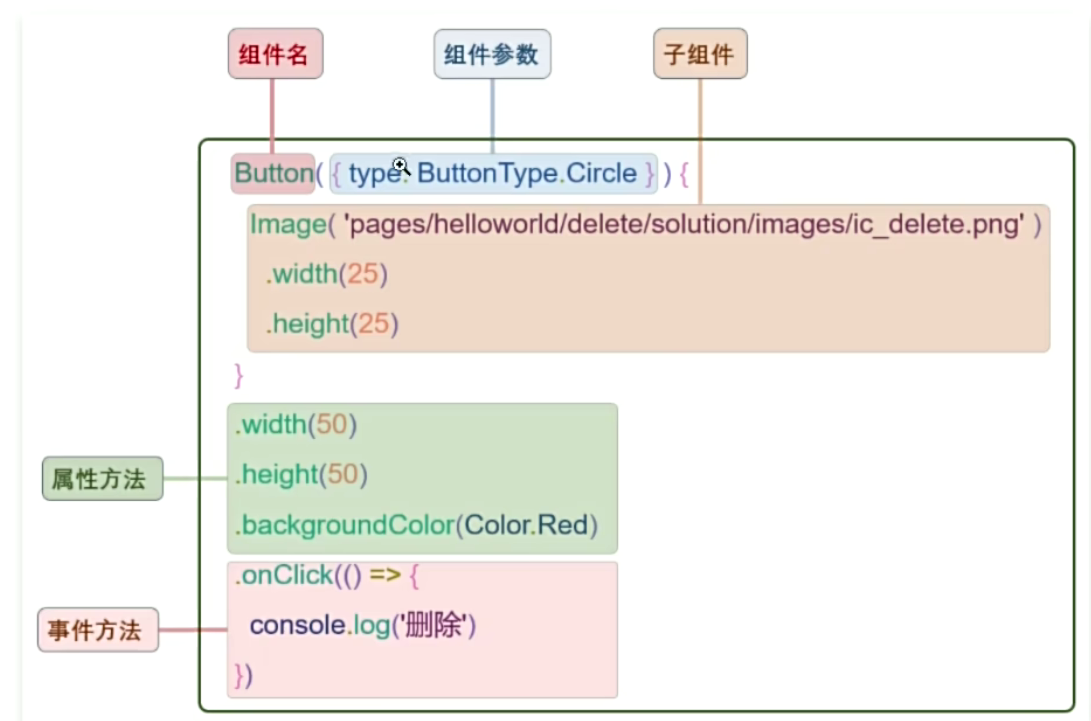 组件名 组件参数 子组件
Button( { type: ButtonType.Circle } ) {
Image( 'pages/helloworld/delete/solution/images/ic_delete.png' )
.width(25)
.height(25)
}
.width(50)
属性方法 .height(50)
.backgroundColor(Color.Red)
.onClick(() => {
事件方法 console.log('删除')
})